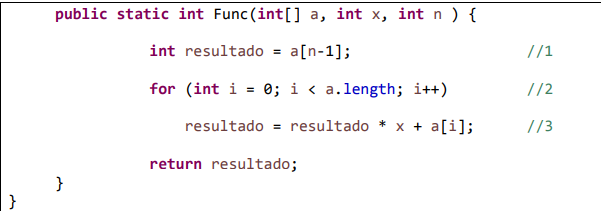 public static int Func(int[] a, int x, int n ) {
int resultado = a[n-1]; //1
for (int i = 0; i < a.length; i++) //2
resultado = resultado * x + a[i]; //3
return resultado;
}
}